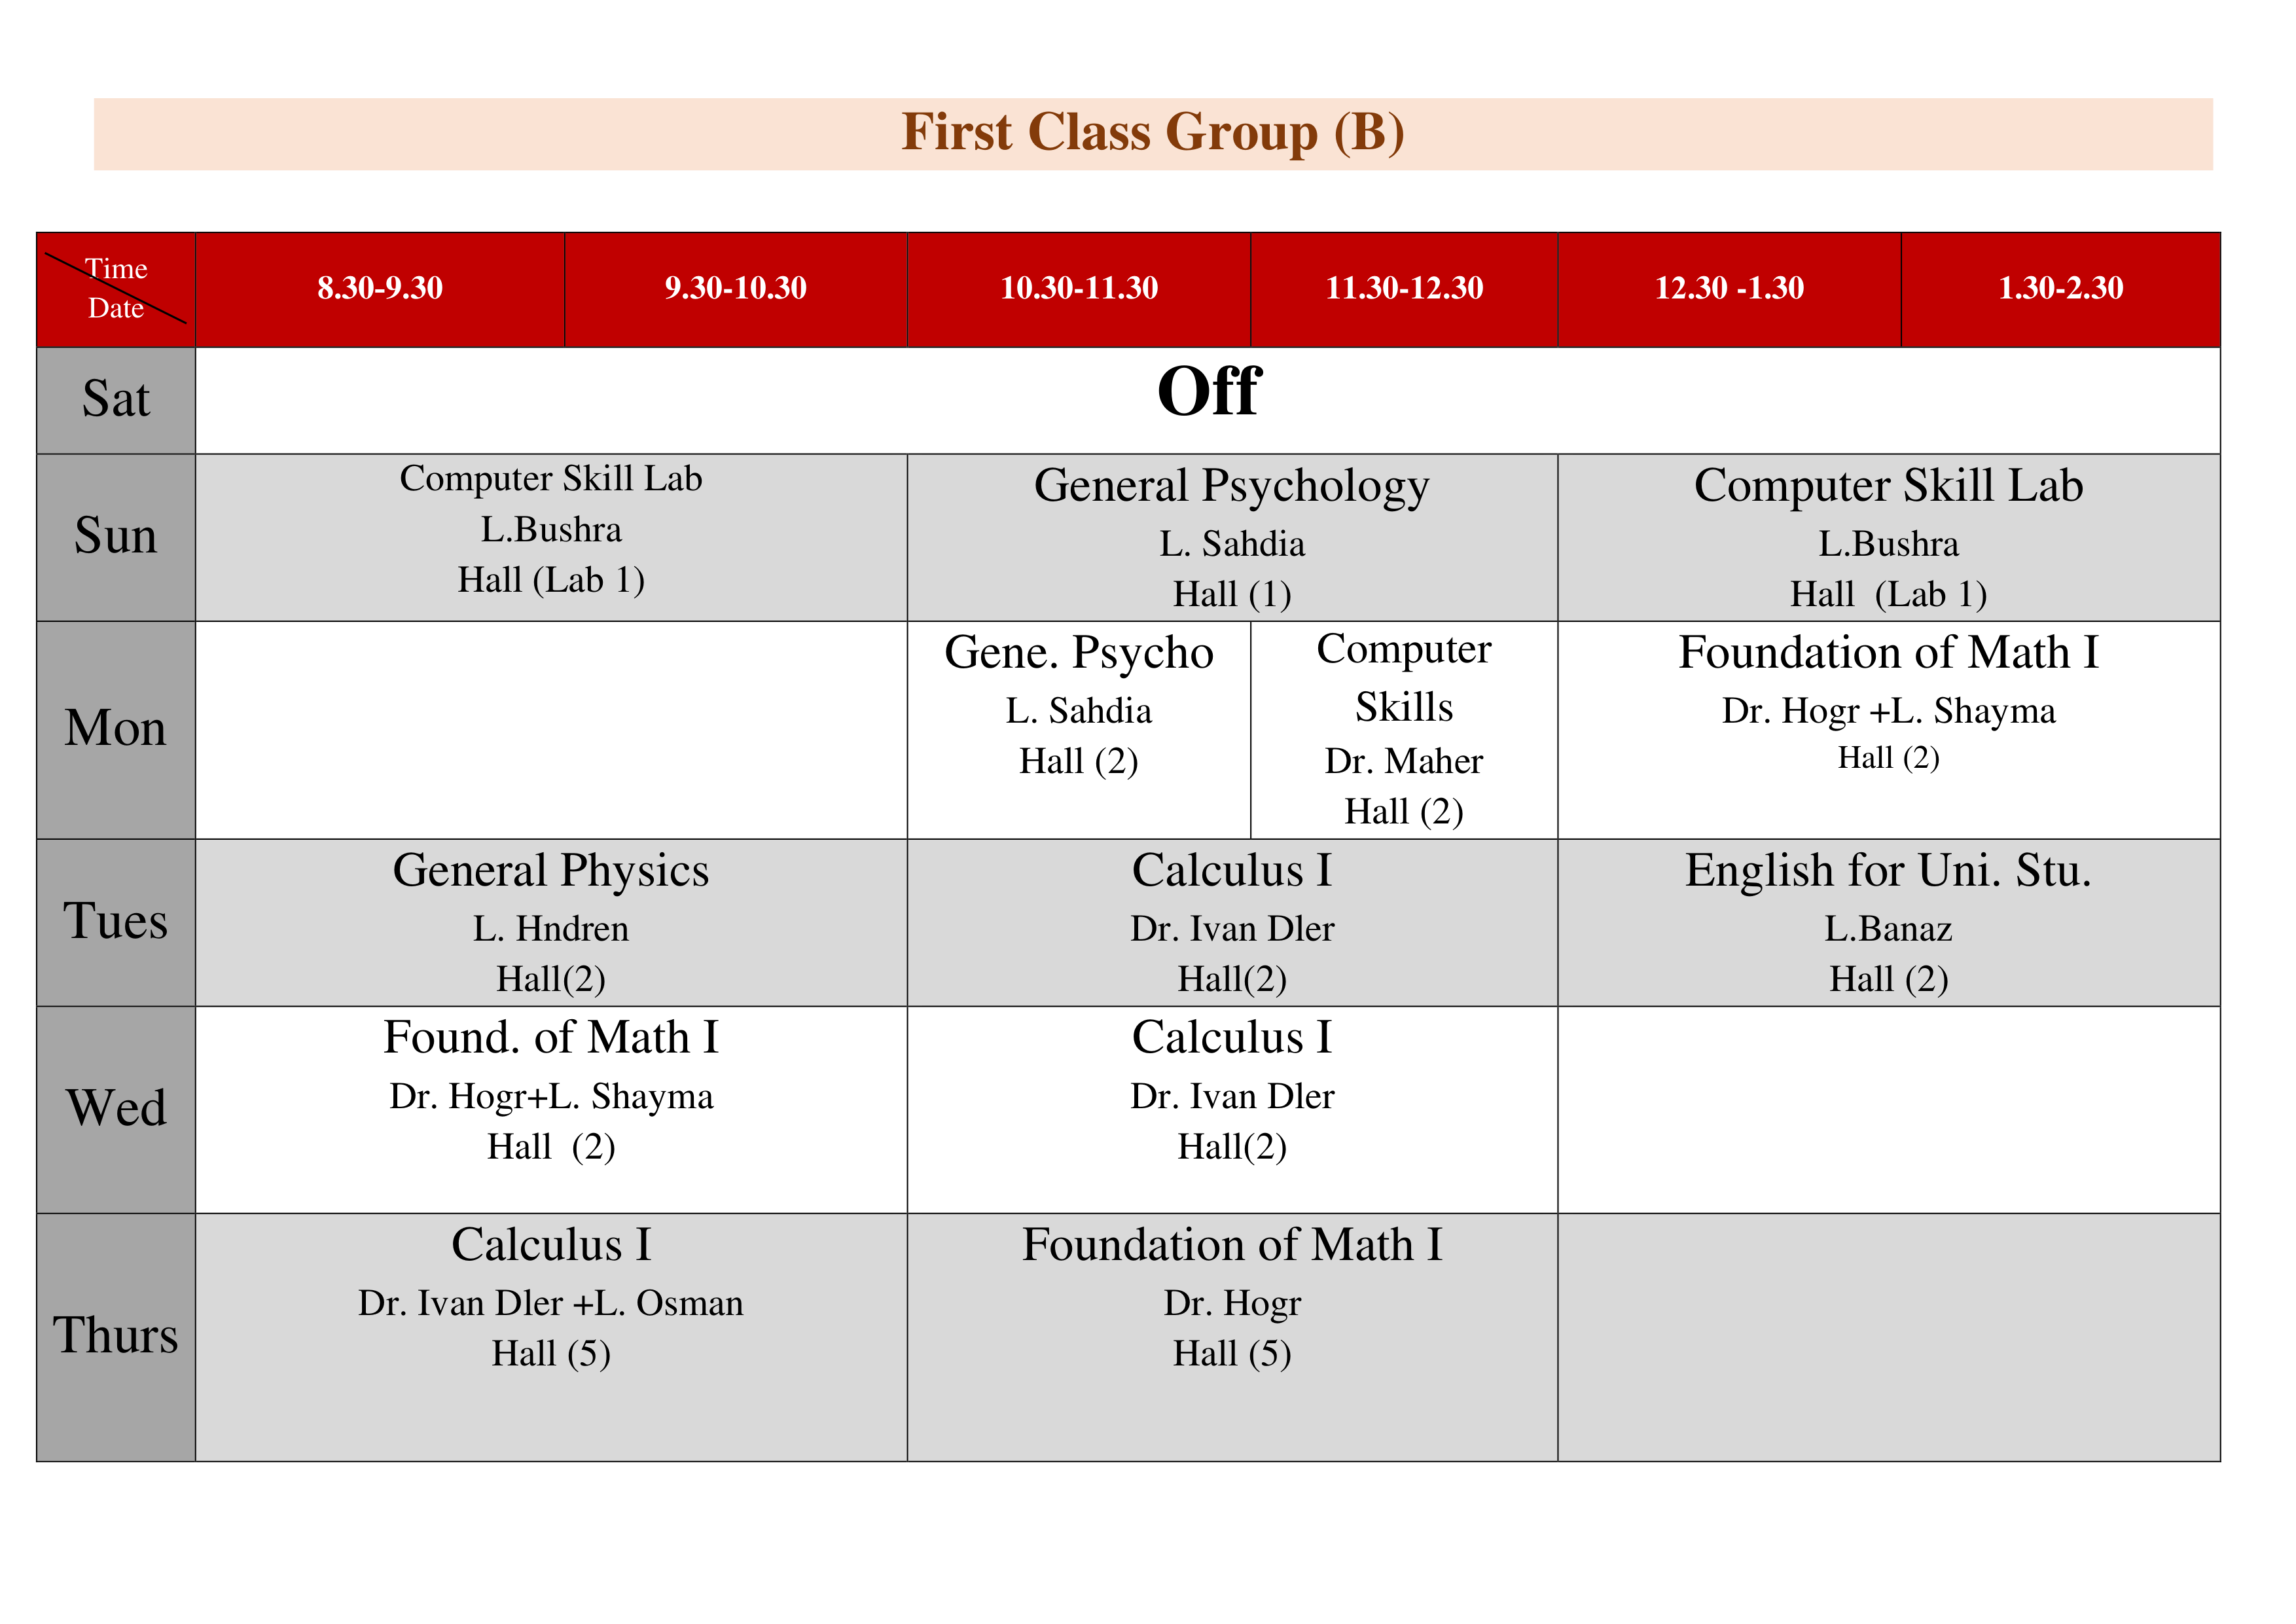 First Class Group (B)
Time
Date
8.30-9.30
9.30-10.30
10.30-11.30
11.30-12.30
12.30 -1.30
1.30-2.30
Sat
Off
Sun
Computer Skill Lab
L.Bushra
Hall (Lab 1)
General Psychology
L. Sahdia
Hall (1)
Computer Skill Lab
L.Bushra
Hall  (Lab 1)
Mon
Gene. Psycho
L. Sahdia
Hall (2)
Computer
Skills
Dr. Maher
Hall (2)
Foundation of Math I
Dr. Hogr +L. Shayma
Hall (2)
Tues
General Physics
L. Hndren
Hall(2)
Calculus I
Dr. Ivan Dler
Hall(2)
English for Uni. Stu.
L.Banaz
Hall (2)
Wed
Found. of Math I
Dr. Hogr+L. Shayma
Hall  (2)
Calculus I
Dr. Ivan Dler
Hall(2)
Thurs
Calculus I
Dr. Ivan Dler +L. Osman
Hall (5)
Foundation of Math I
Dr. Hogr
Hall (5)